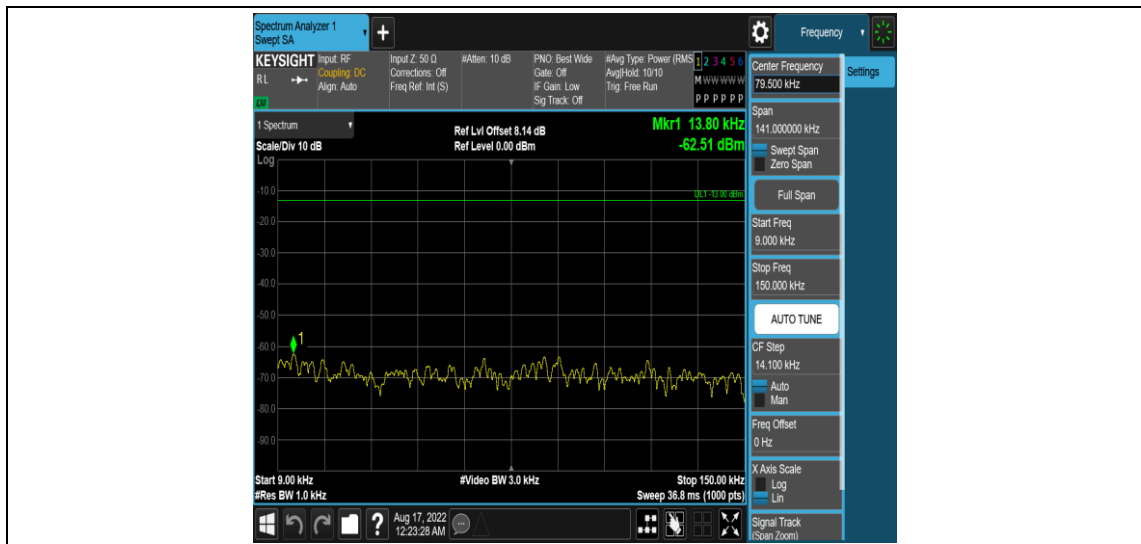 Spectrum Analyzer 1
Swept SA
+
Frequency
KEYSIGHT
RL
LXI
Input: RF
Coupling: DC
Align: Auto
Input Z: 50 Ω
Corrections: Off
Freq Ref: Int (S)
#Atten: 10 dB
PNO: Best Wide
Gate: Off
IF Gain: Low
Sig Track: Off
#Avg Type: Power (RMS
Avg|Hold: 10/10
Trig: Free Run
1 2 3 4 5 6
M W W W W W
P P P P P P
1 Spectrum
Scale/Div 10 dB
Ref Lvl Offset 8.14 dB
Ref Level 0.00 dBm
Mkr1 13.80 kHz
-62.51 dBm
Log
DL1 -13.00 dBm
-10.0
-20.0
-30.0
-40.0
-50.0
-60.0
1
-70.0
-80.0
-90.0
Start 9.00 kHz
#Res BW 1.0 kHz
#Video BW 3.0 kHz
Stop 150.00 kHz
Sweep 36.8 ms (1000 pts)
Center Frequency
79.500 kHz
Settings
Span
141.000000 kHz
Swept Span
Zero Span
Full Span
Start Freq
9.000 kHz
Stop Freq
150.000 kHz
AUTO TUNE
CF Step
14.100 kHz
Auto
Man
Freq Offset
0 Hz
X Axis Scale
Log
Lin
Signal Track
(Span Zoom)
?
Aug 17, 2022
12:23:28 AM